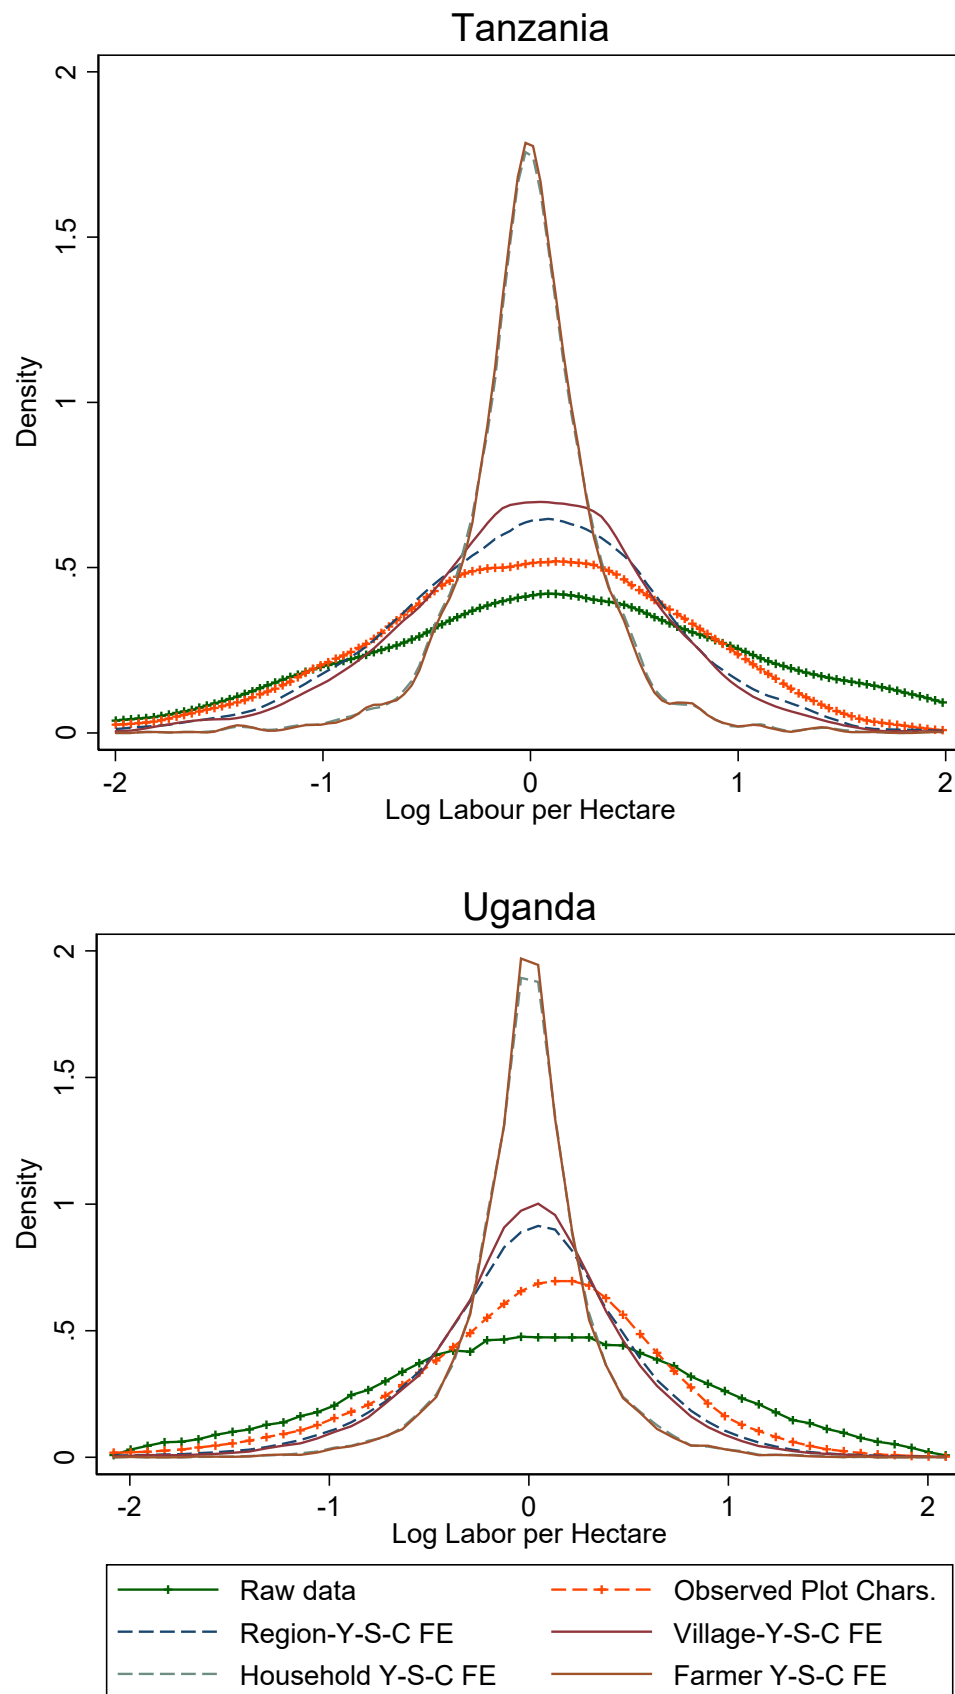 Tanzania
2
1.5
1
.5
0
Density
-2 -1 0 1 2
Log Labour per Hectare
Uganda
2
1.5
1
.5
0
Density
-2 -1 0 1 2
Log Labor per Hectare
Raw data Observed Plot Chars.
Region-Y-S-C FE Village-Y-S-C FE
Household Y-S-C FE Farmer Y-S-C FE